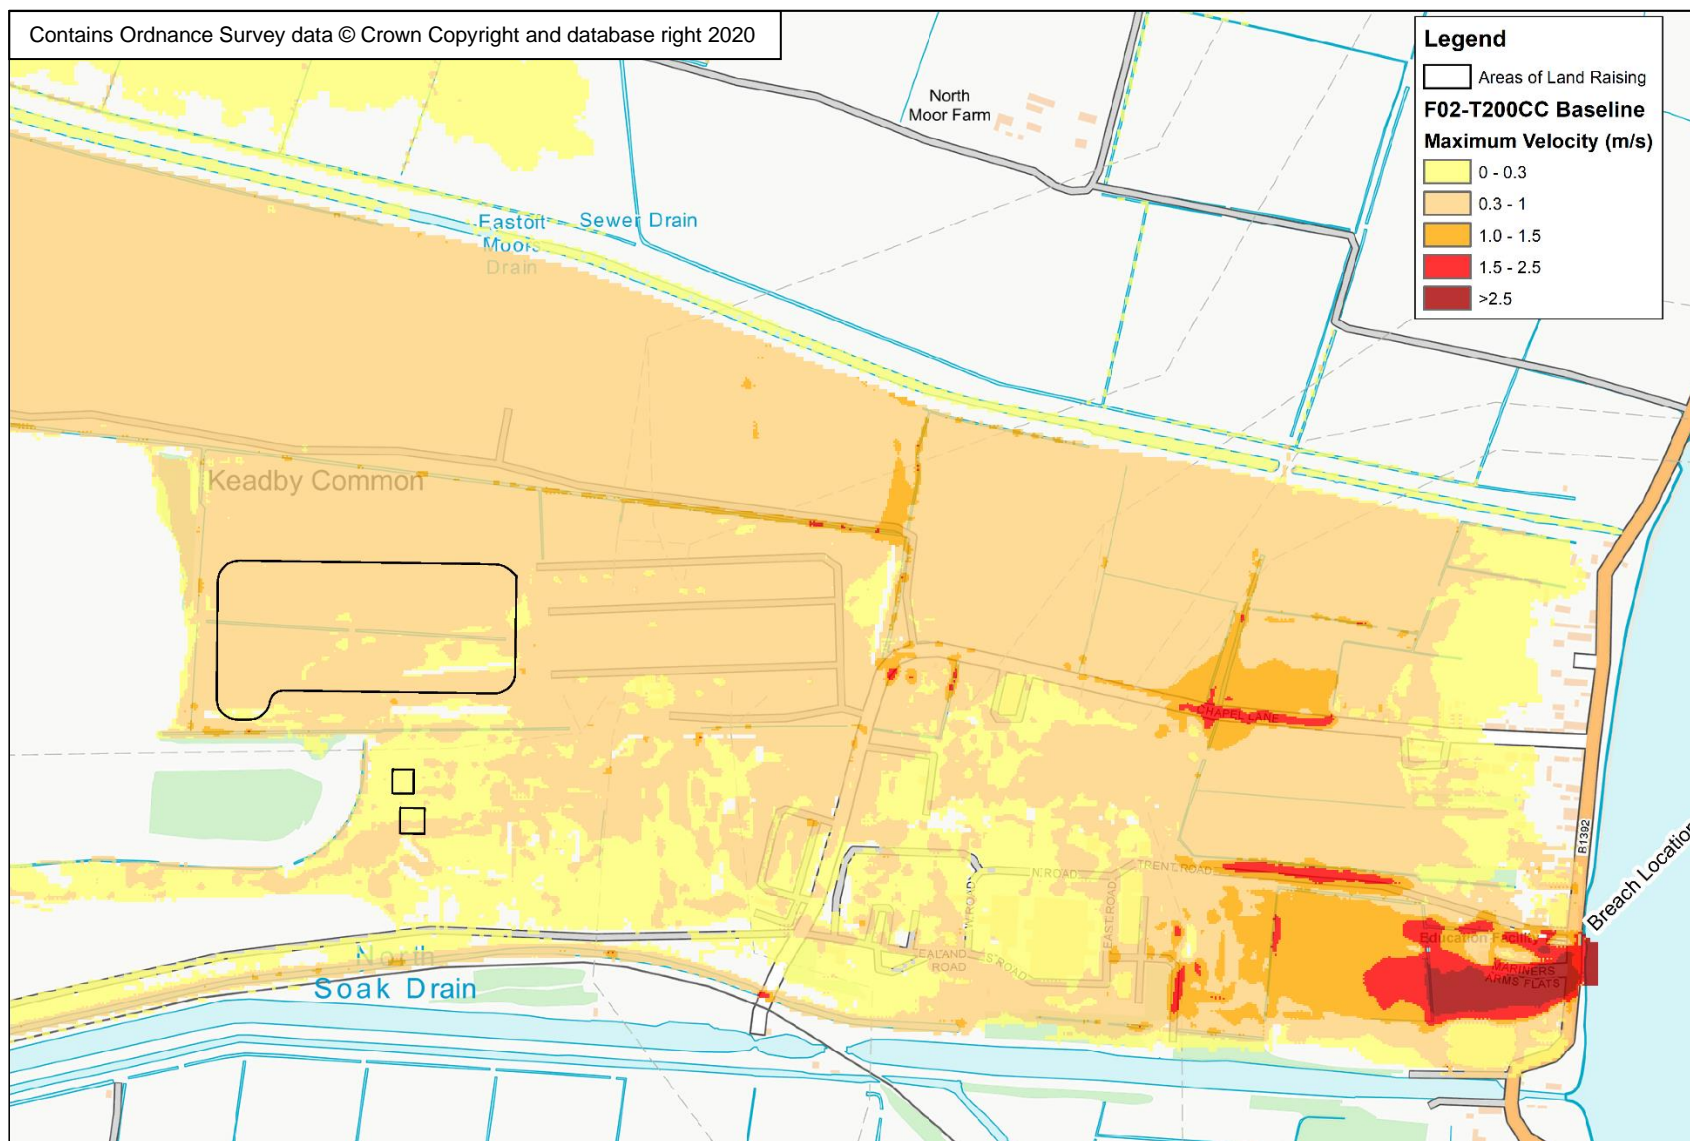 Contains Ordnance Survey data © Crown Copyright and database right 2020
Legend
Areas of Land Raising
F02-T200CC Baseline
Maximum Velocity (m/s)
0 - 0.3
0.3 - 1
1.0 - 1.5
1.5 - 2.5
>2.5
North
Moor Farm
Eastoft
Moors
Drain
Sewer Drain
Keadby Common
CHAPEL LANE
B1392
Breach Location
TRENT ROAD
N ROAD
W ROAD
EAST ROAD
EALAND
ROAD
S ROAD
Education Facility
MARINERS
ARMS FLATS
North
Soak Drain